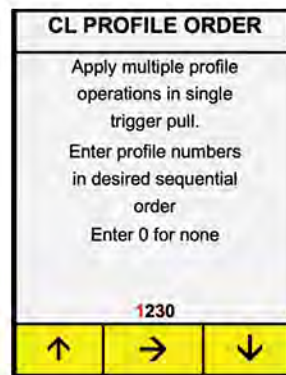 CL PROFILE ORDER
Apply multiple profile
operations in single
trigger pull.
Enter profile numbers
in desired sequential
order
Enter 0 for none
1230
↑ → ↓